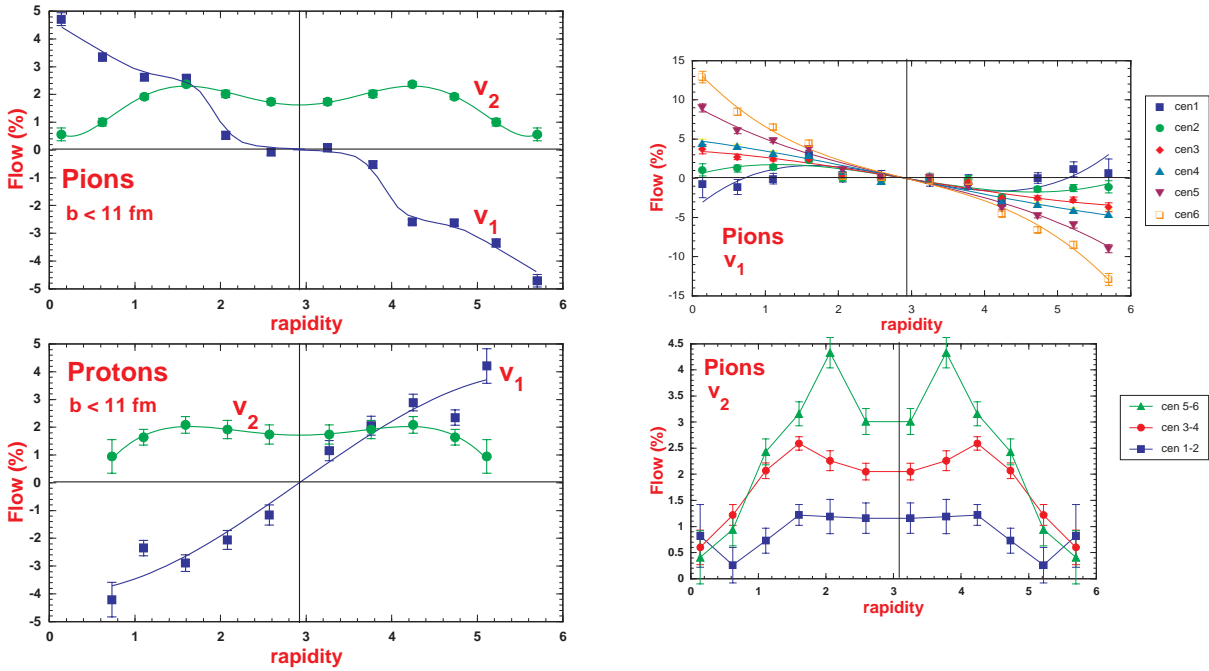 5
4
3
2
1
0
-1
-2
-3
-4
-5
0 1 2 3 4 5 6
Flow (%)
rapidity
Pions
b < 11 fm
v2
v1
15
10
5
0
-5
-10
-15
0 1 2 3 4 5 6
Flow (%)
rapidity
Pions
v1
cen1
cen2
cen3
cen4
cen5
cen6
5
4
3
2
1
0
-1
-2
-3
-4
-5
0 1 2 3 4 5 6
Flow (%)
rapidity
Protons
b < 11 fm
v2
v1
4.5
4
3.5
3
2.5
2
1.5
1
0.5
0
0 1 2 3 4 5 6
Flow (%)
rapidity
Pions
v2
cen 5-6
cen 3-4
cen 1-2